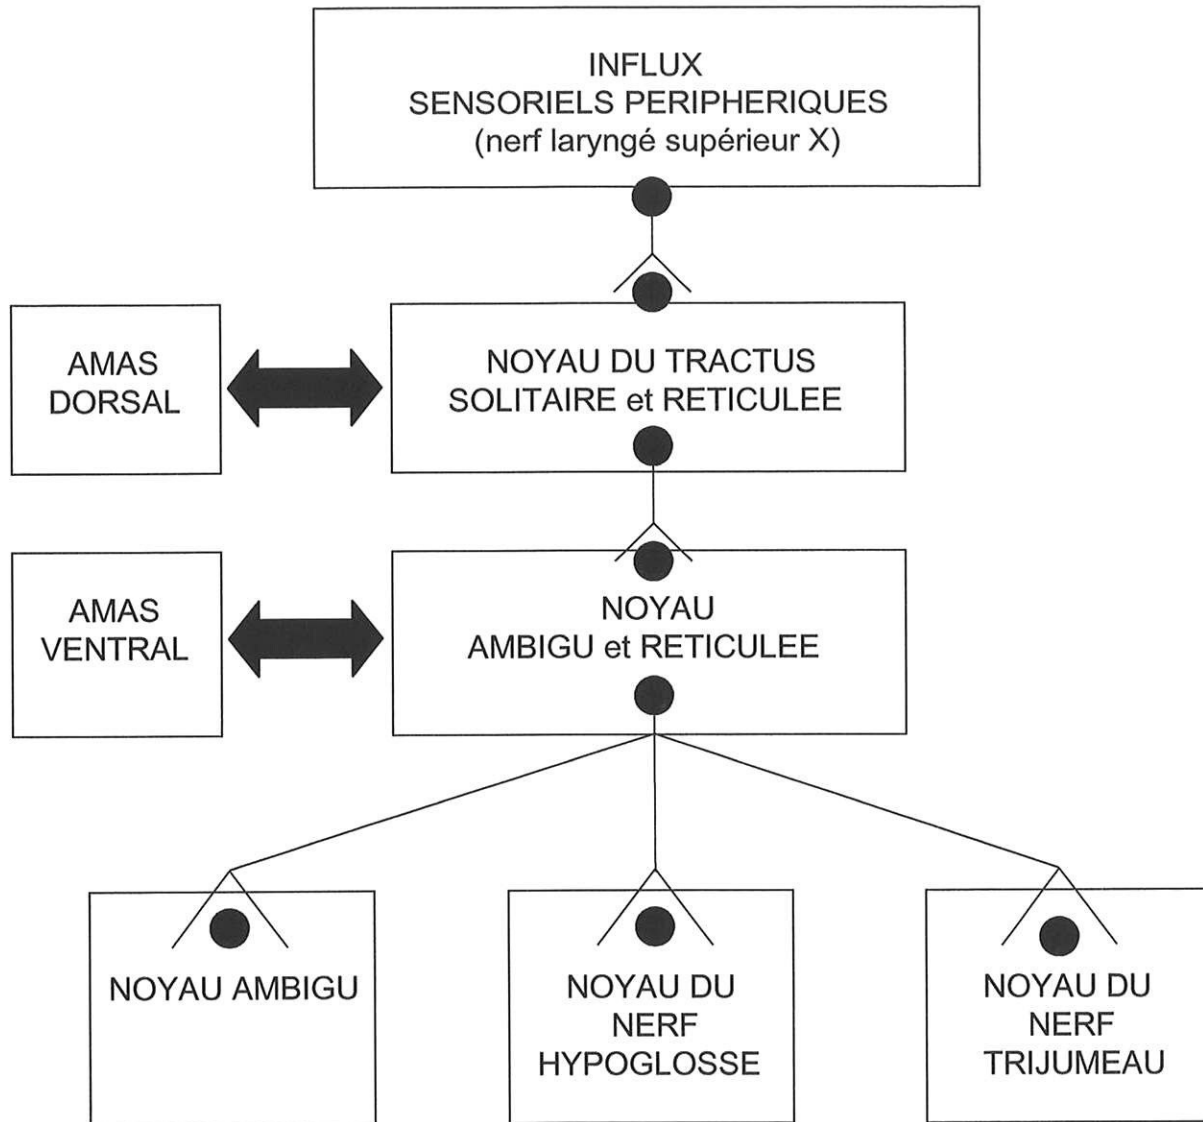 INFLUX
SENSORIELS PERIPHERIQUES
(nerf laryngé supérieur X)
AMAS
DORSAL
NOYAU DU TRACTUS
SOLITAIRE et RETICULEE
AMAS
VENTRAL
NOYAU
AMBIGU et RETICULEE
NOYAU AMBIGU
NOYAU DU
NERF
HYPOGLOSSE
NOYAU DU
NERF
TRIJUMEAU